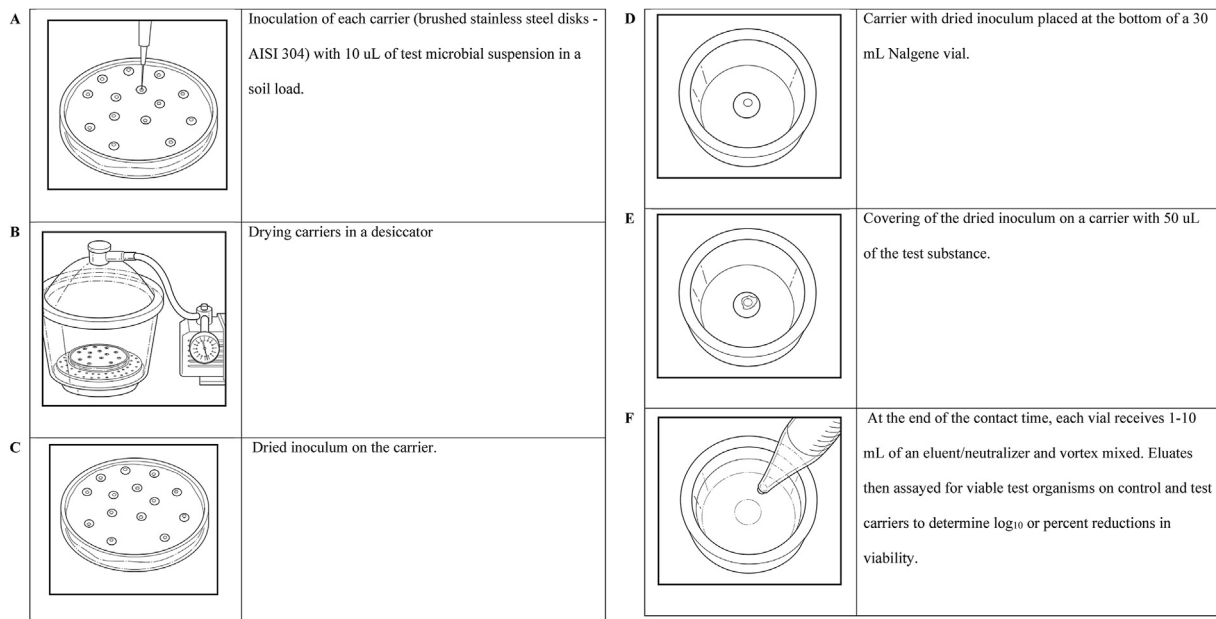 A
Inoculation of each carrier (brushed stainless steel disks -
AISI 304) with 10 uL of test microbial suspension in a
soil load.
B
Drying carriers in a desiccator
C
Dried inoculum on the carrier.
D
Carrier with dried inoculum placed at the bottom of a 30
mL Nalgene vial.
E
Covering of the dried inoculum on a carrier with 50 uL
of the test substance.
F
At the end of the contact time, each vial receives 1-10
mL of an eluent/neutralizer and vortex mixed. Eluates
then assayed for viable test organisms on control and test
carriers to determine log₁₀ or percent reductions in
viability.